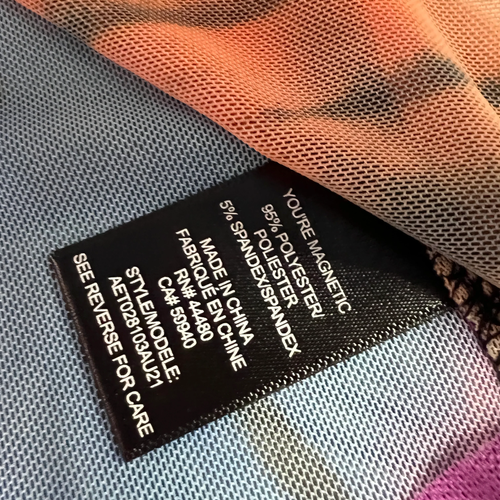 YOU'RE MAGNETIC
95% POLYESTER/
POLIESTER
5% SPANDEX/SPANDEX
MADE IN CHINA
FABRIQUÉ EN CHINE
RN# 44480
CA# 50940
STYLE/MODELE:
AET028103AU21
SEE REVERSE FOR CARE